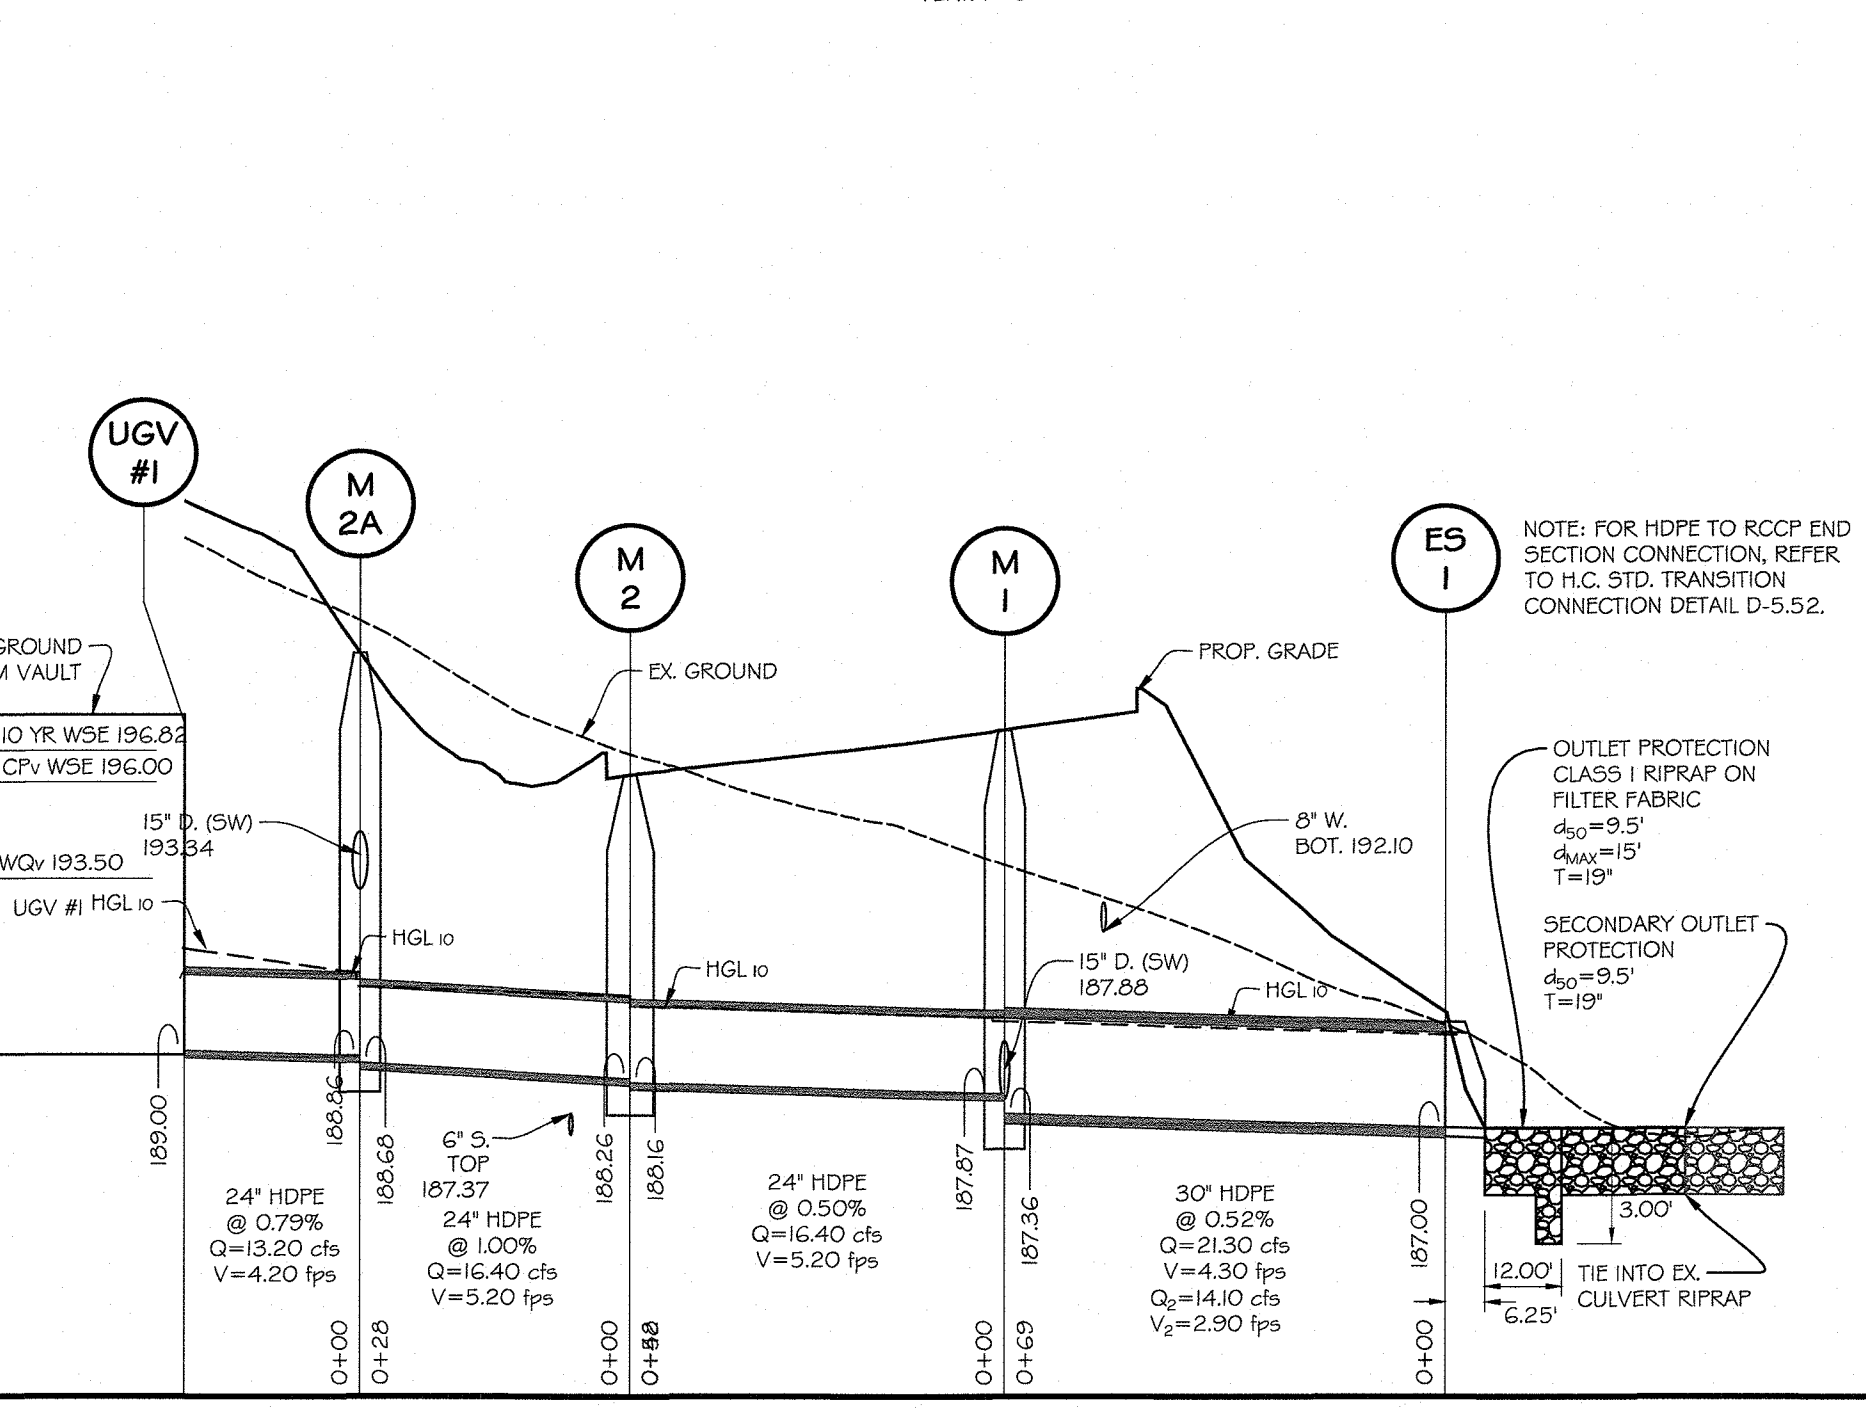 UGV
#1
M
2A
M
2
M
1
ES
1
NOTE: FOR HDPE TO RCCP END
SECTION CONNECTION, REFER
TO H.C. STD. TRANSITION
CONNECTION DETAIL D-5.52.
GROUND
VAULT
10 YR WSE 196.82
CPv WSE 196.00
15" D. (SW)
193.34
WQv 193.50
UGV #1 HGL 10
HGL 10
EX. GROUND
HGL 10
PROP. GRADE
8" W.
BOT. 192.10
15" D. (SW)
187.88
HGL 10
OUTLET PROTECTION
CLASS I RIPRAP ON
FILTER FABRIC
d50=9.5'
dMAX=15'
T=19"
SECONDARY OUTLET
PROTECTION
d50=9.5'
T=19"
189.00
188.86
188.68
6" S.
TOP
187.37
188.26
188.16
187.87
187.36
187.00
24" HDPE
@ 0.79%
Q=13.20 cfs
V=4.20 fps
24" HDPE
@ 1.00%
Q=16.40 cfs
V=5.20 fps
24" HDPE
@ 0.50%
Q=16.40 cfs
V=5.20 fps
30" HDPE
@ 0.52%
Q=21.30 cfs
V=4.30 fps
Q2=14.10 cfs
V2=2.90 fps
3.00'
12.00'
6.25'
TIE INTO EX.
CULVERT RIPRAP
0+00
0+28
0+00
0+00
0+69
0+00